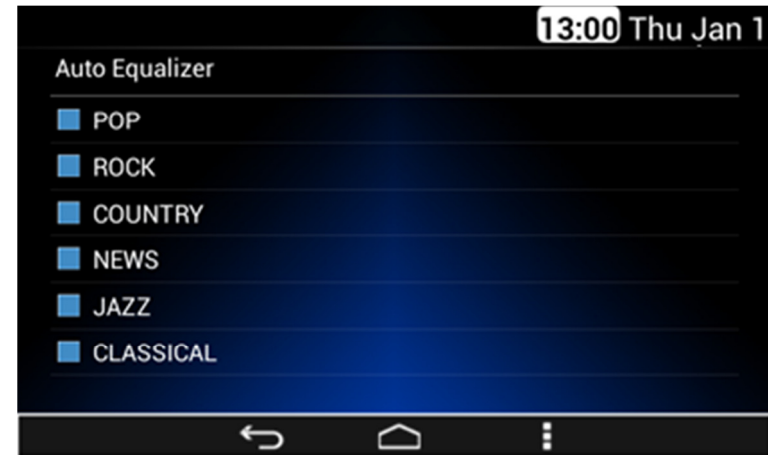 13:00 Thu Jan 1
Auto Equalizer
POP
ROCK
COUNTRY
NEWS
JAZZ
CLASSICAL